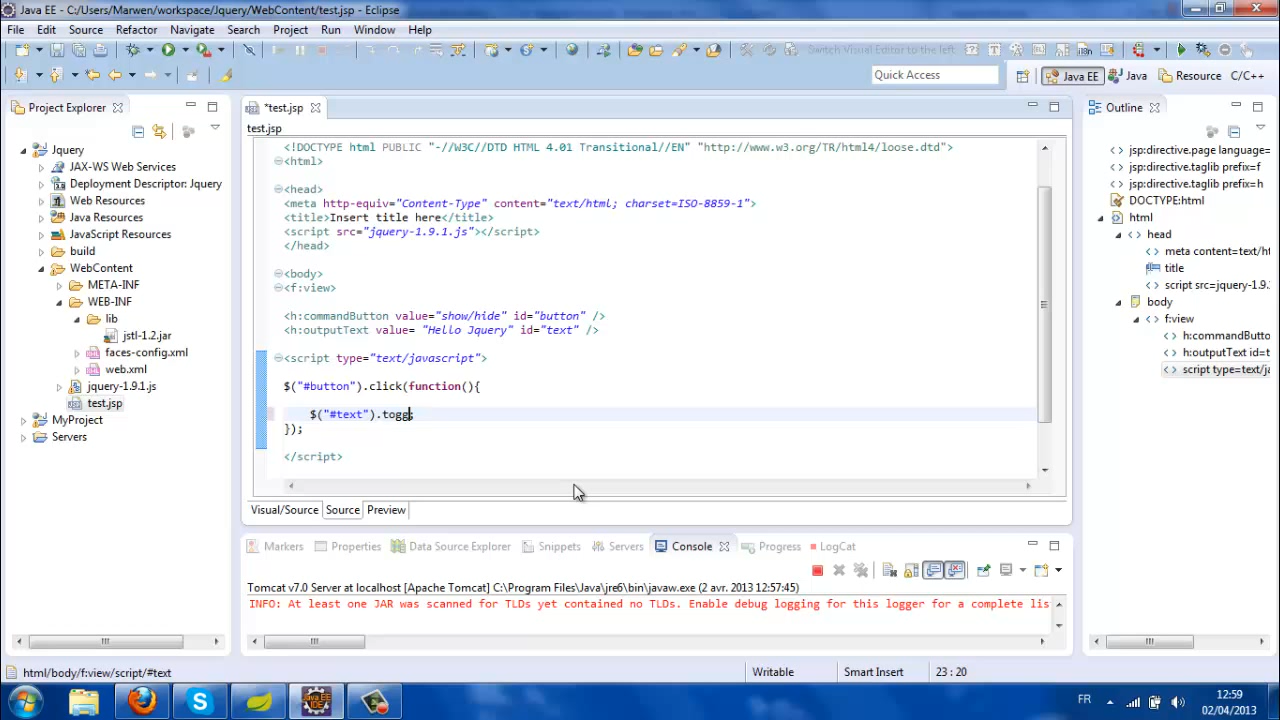 Java EE - C:/Users/Marwen/workspace/Jquery/WebContent/test.jsp - Eclipse
File Edit Source Refactor Navigate Search Project Run Window Help
Switch Visual Editor to the left
Quick Access Java EE Java Resource C/C++
Project Explorer
Jquery
JAX-WS Web Services
Deployment Descriptor: Jquery
Web Resources
Java Resources
JavaScript Resources
build
WebContent
META-INF
WEB-INF
lib
jstl-1.2.jar
faces-config.xml
web.xml
jquery-1.9.1.js
test.jsp
MyProject
Servers
*test.jsp
test.jsp
<!DOCTYPE html PUBLIC "-//W3C//DTD HTML 4.01 Transitional//EN" "http://www.w3.org/TR/html4/loose.dtd">
<html>
<head>
<meta http-equiv="Content-Type" content="text/html; charset=ISO-8859-1">
<title>Insert title here</title>
<script src="jquery-1.9.1.js"></script>
</head>
<body>
<f:view>
<h:commandButton value="show/hide" id="button" />
<h:outputText value= "Hello Jquery" id="text" />
<script type="text/javascript">
$("#button").click(function(){
$("#text").togg;
});
</script>
Visual/Source Source Preview
Outline
jsp:directive.page language=
jsp:directive.taglib prefix=f
jsp:directive.taglib prefix=h
DOCTYPE:html
html
head
meta content=text/ht
title
script src=jquery-1.9.
body
f:view
h:commandButt
h:outputText id=t
script type=text/ja
Markers Properties Data Source Explorer Snippets Servers Console Progress LogCat
Tomcat v7.0 Server at localhost [Apache Tomcat] C:\Program Files\Java\jre6\bin\javaw.exe (2 avr. 2013 12:57:45)
INFO: At least one JAR was scanned for TLDs yet contained no TLDs. Enable debug logging for this logger for a complete lis
html/body/f:view/script/#text Writable Smart Insert 23 : 20
FR 12:59
02/04/2013